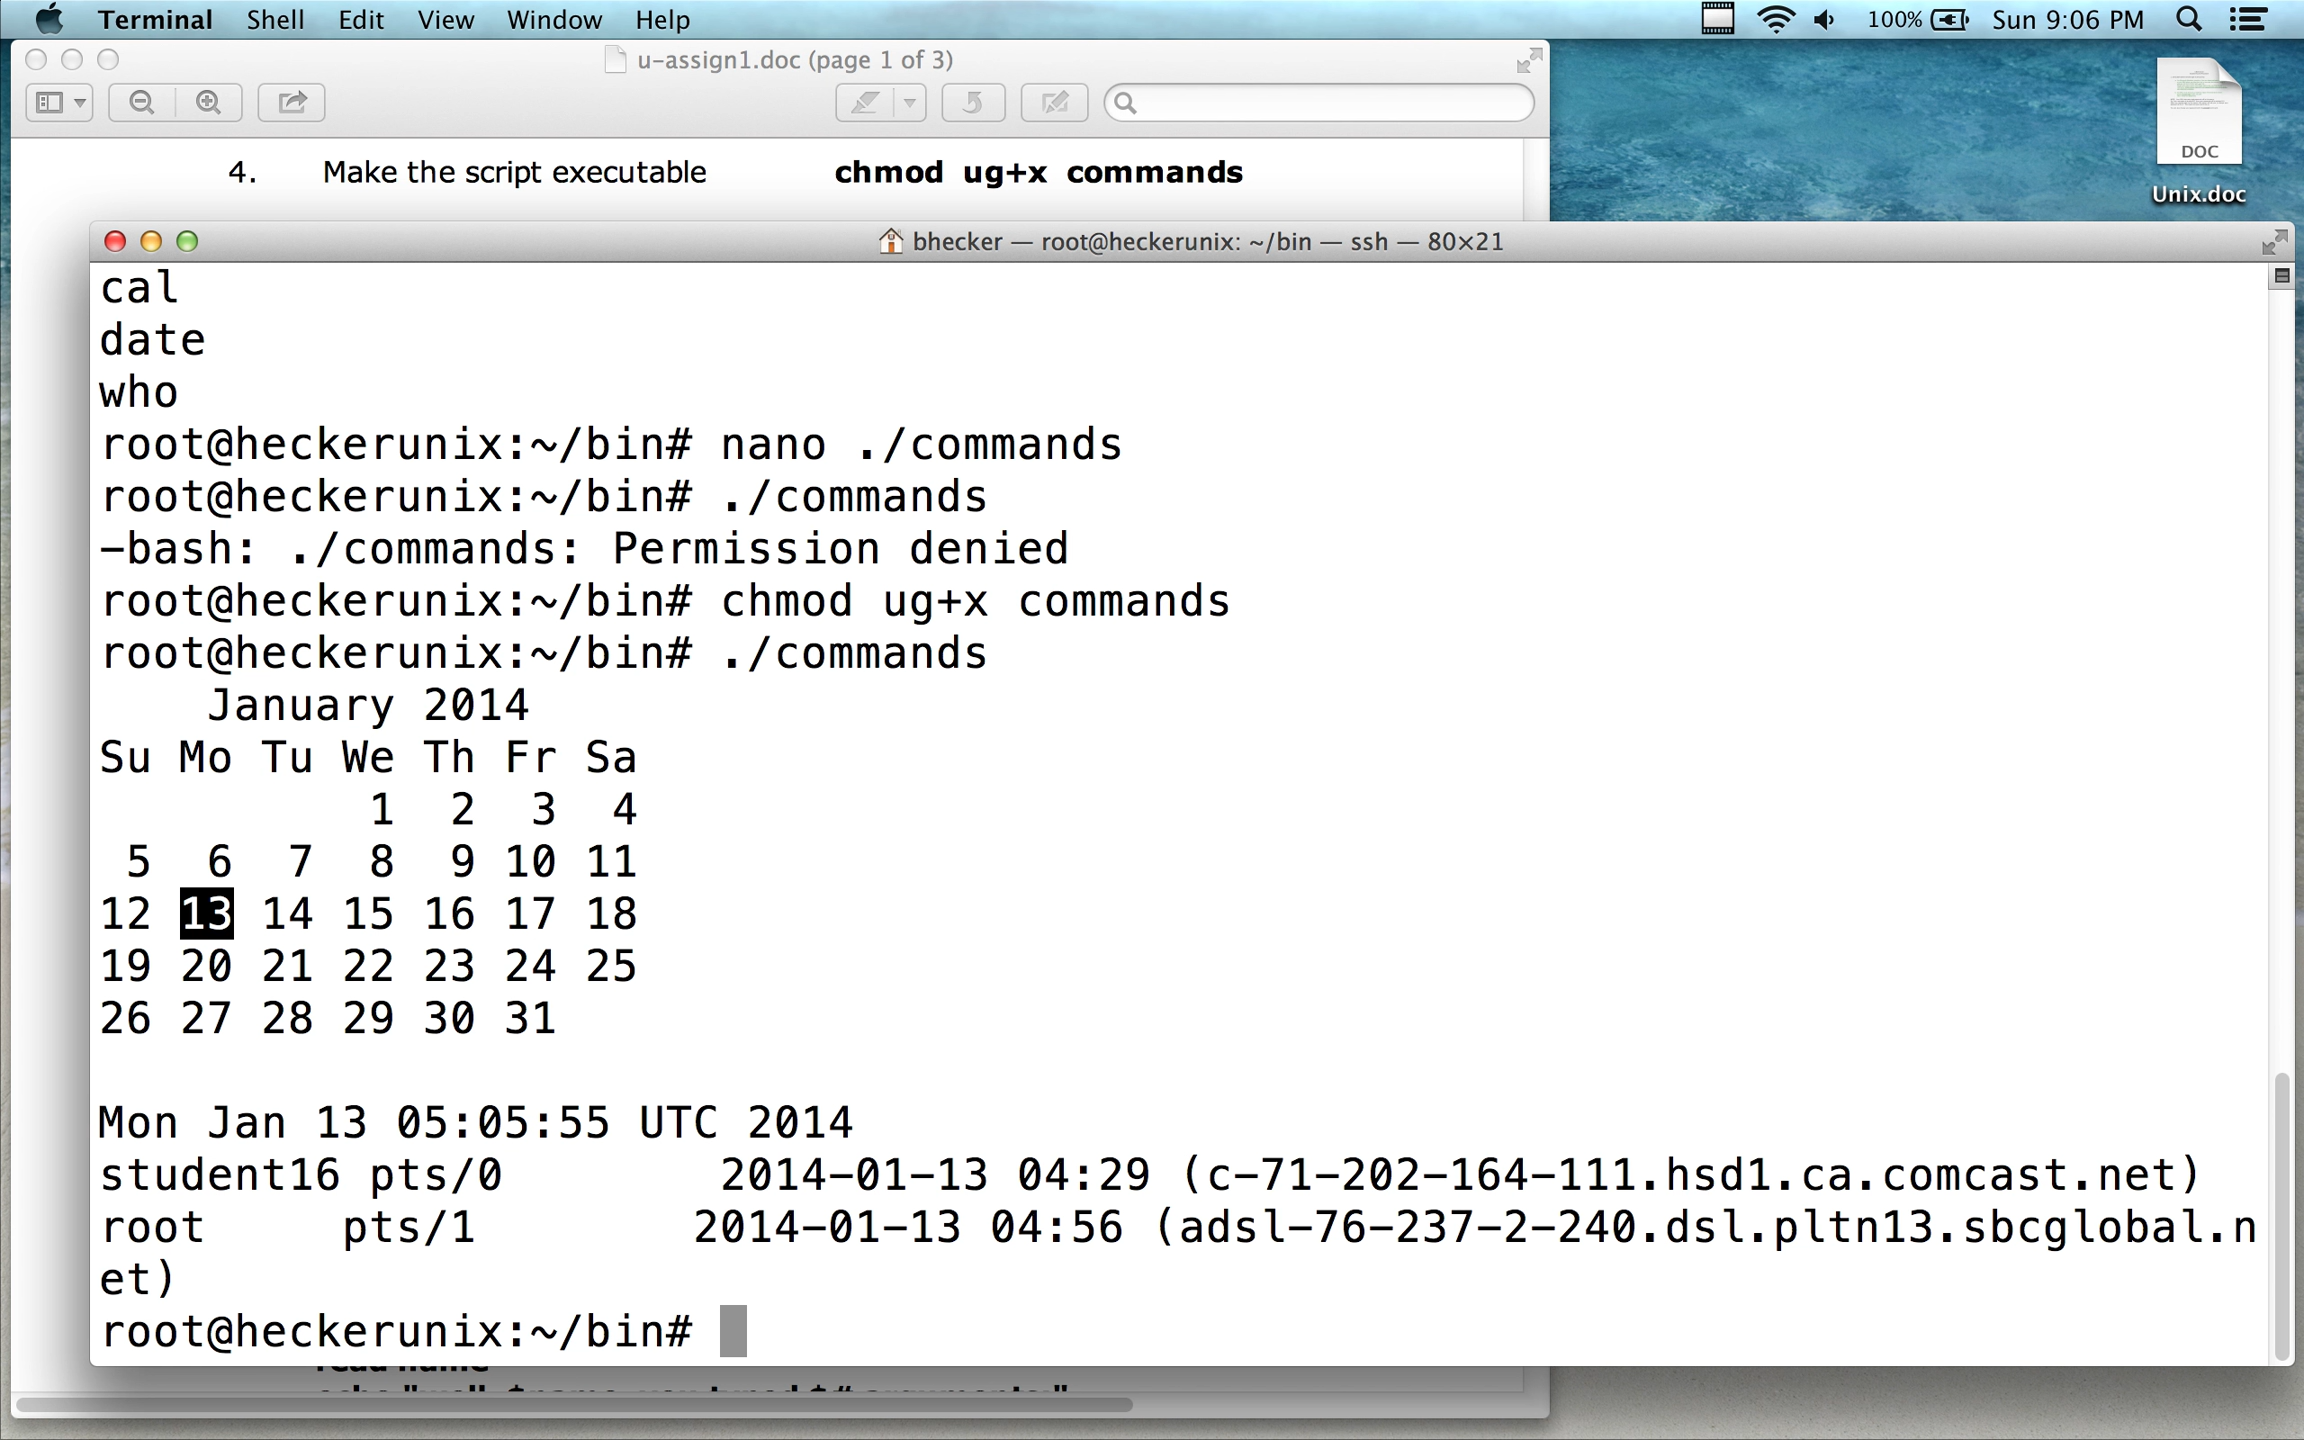 Terminal Shell Edit View Window Help 100% Sun 9:06 PM
u-assign1.doc (page 1 of 3)
4. Make the script executable chmod ug+x commands
DOC
Unix.doc
bhecker — root@heckerunix: ~/bin — ssh — 80×21
cal
date
who
root@heckerunix:~/bin# nano ./commands
root@heckerunix:~/bin# ./commands
-bash: ./commands: Permission denied
root@heckerunix:~/bin# chmod ug+x commands
root@heckerunix:~/bin# ./commands
    January 2014
Su Mo Tu We Th Fr Sa
          1  2  3  4
 5  6  7  8  9 10 11
12 13 14 15 16 17 18
19 20 21 22 23 24 25
26 27 28 29 30 31
Mon Jan 13 05:05:55 UTC 2014
student16 pts/0        2014-01-13 04:29 (c-71-202-164-111.hsd1.ca.comcast.net)
root     pts/1        2014-01-13 04:56 (adsl-76-237-2-240.dsl.pltn13.sbcglobal.n
et)
root@heckerunix:~/bin#
read name